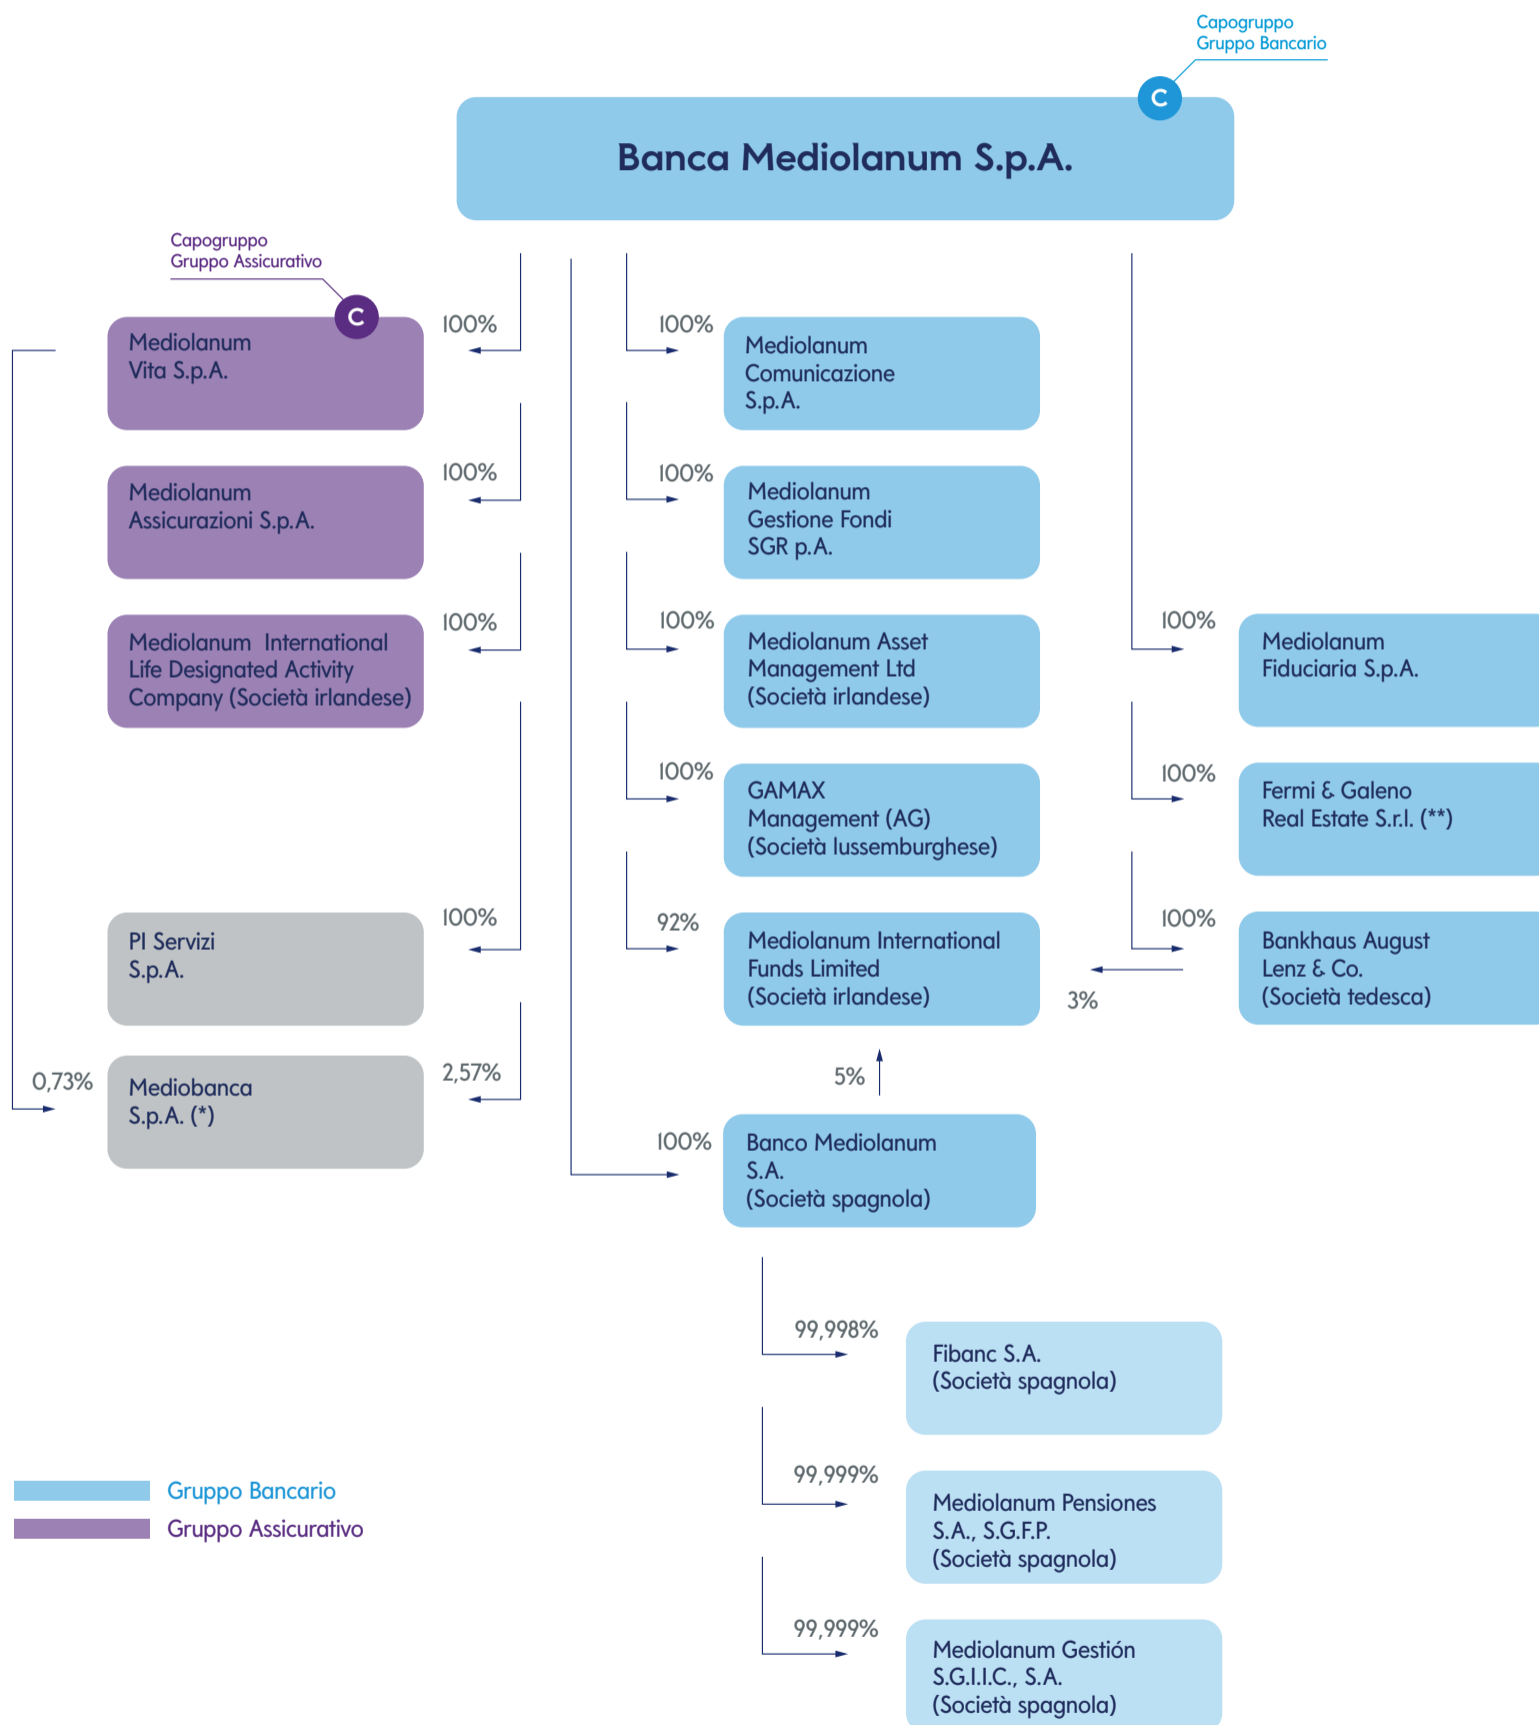 Capogruppo
Gruppo Bancario
C
Banca Mediolanum S.p.A.
Capogruppo
Gruppo Assicurativo
C
100%
Mediolanum
Vita S.p.A.
100%
Mediolanum
Comunicazione
S.p.A.
100%
Mediolanum
Assicurazioni S.p.A.
100%
Mediolanum
Gestione Fondi
SGR p.A.
100%
Mediolanum  International
Life Designated Activity
Company (Società irlandese)
100%
Mediolanum Asset
Management Ltd
(Società irlandese)
100%
Mediolanum
Fiduciaria S.p.A.
100%
GAMAX
Management (AG)
(Società lussemburghese)
100%
Fermi & Galeno
Real Estate S.r.l. (**)
100%
PI Servizi
S.p.A.
92%
Mediolanum International
Funds Limited
(Società irlandese)
100%
Bankhaus August
Lenz & Co.
(Società tedesca)
3%
0,73%
Mediobanca
S.p.A. (*)
2,57%
5%
100%
Banco Mediolanum
S.A.
(Società spagnola)
99,998%
Fibanc S.A.
(Società spagnola)
99,999%
Mediolanum Pensiones
S.A., S.G.F.P.
(Società spagnola)
Gruppo Bancario
Gruppo Assicurativo
99,999%
Mediolanum Gestión
S.G.I.I.C., S.A.
(Società spagnola)